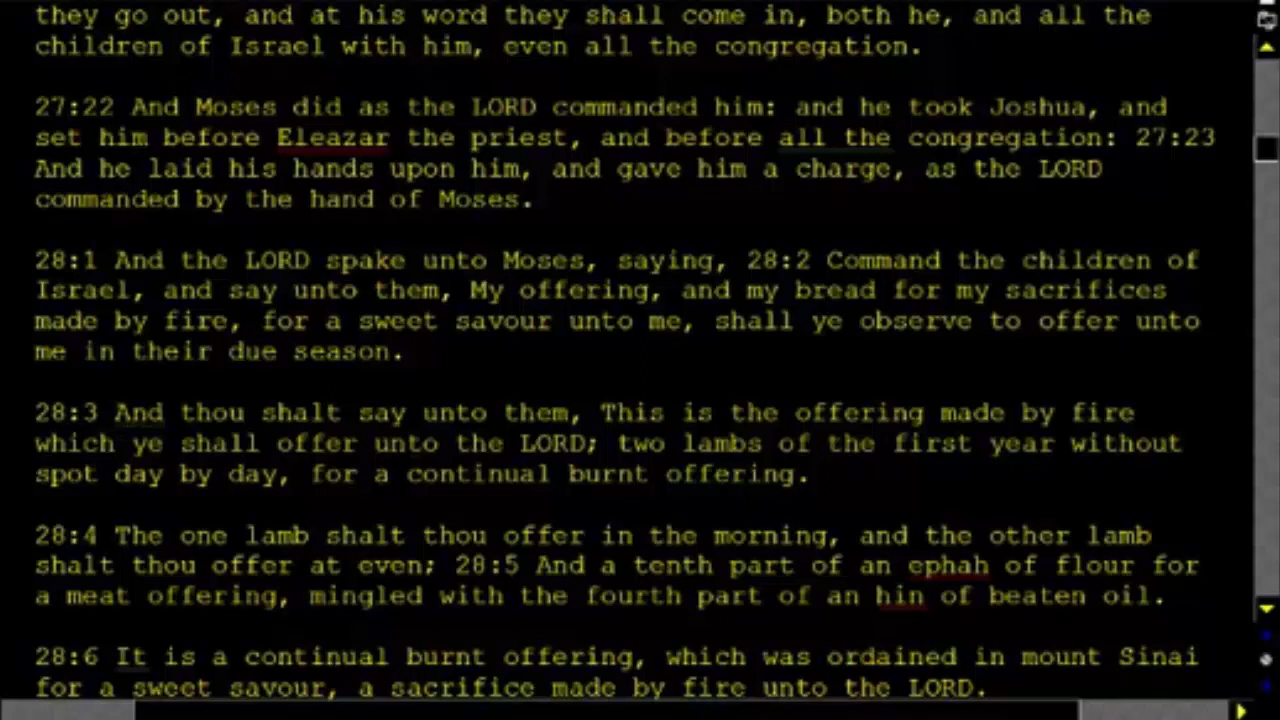 they go out, and at his word they shall come in, both he, and all the
children of Israel with him, even all the congregation.
27:22 And Moses did as the LORD commanded him: and he took Joshua, and
set him before Eleazar the priest, and before all the congregation: 27:23
And he laid his hands upon him, and gave him a charge, as the LORD
commanded by the hand of Moses.
28:1 And the LORD spake unto Moses, saying, 28:2 Command the children of
Israel, and say unto them, My offering, and my bread for my sacrifices
made by fire, for a sweet savour unto me, shall ye observe to offer unto
me in their due season.
28:3 And thou shalt say unto them, This is the offering made by fire
which ye shall offer unto the LORD; two lambs of the first year without
spot day by day, for a continual burnt offering.
28:4 The one lamb shalt thou offer in the morning, and the other lamb
shalt thou offer at even; 28:5 And a tenth part of an ephah of flour for
a meat offering, mingled with the fourth part of an hin of beaten oil.
28:6 It is a continual burnt offering, which was ordained in mount Sinai
for a sweet savour, a sacrifice made by fire unto the LORD.